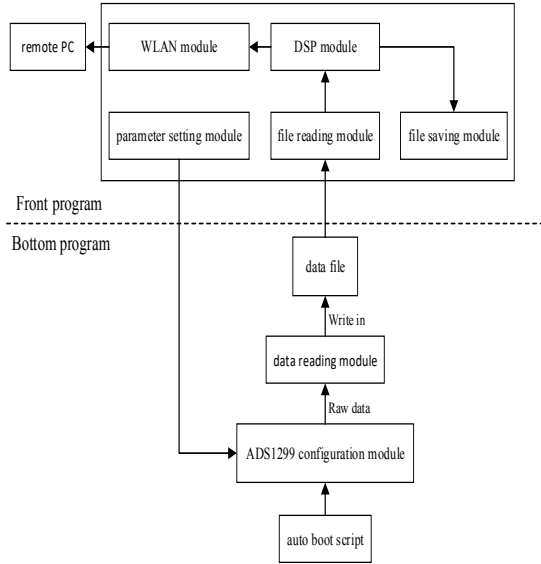 remote PC
WLAN module
DSP module
parameter setting module
file reading module
file saving module
Front program
Bottom program
data file
Write in
data reading module
Raw data
ADS1299 configuration module
auto boot script